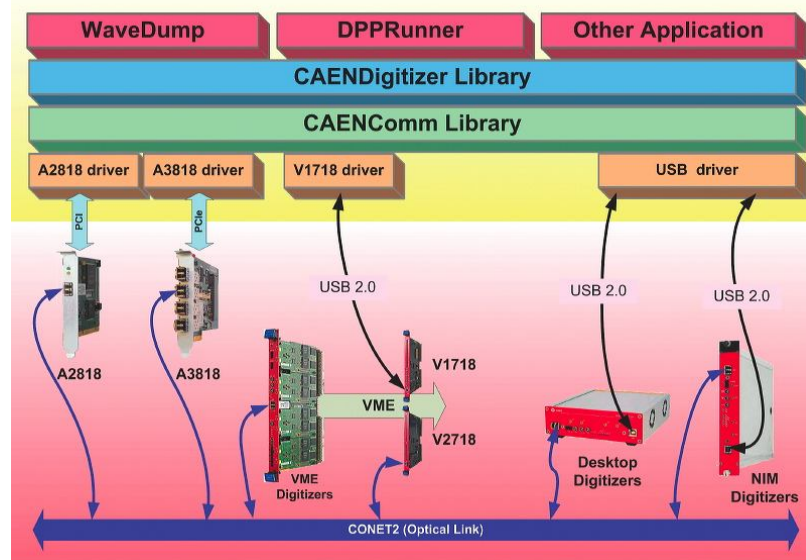 WaveDump
DPPRunner
Other Application
CAENDigitizer Library
CAENComm Library
A2818 driver
A3818 driver
V1718 driver
USB driver
PCI
PCIe
USB 2.0
USB 2.0
USB 2.0
A2818
A3818
V1718
VME
V2718
VME
Digitizers
Desktop
Digitizers
NIM
Digitizers
CONET2 (Optical Link)